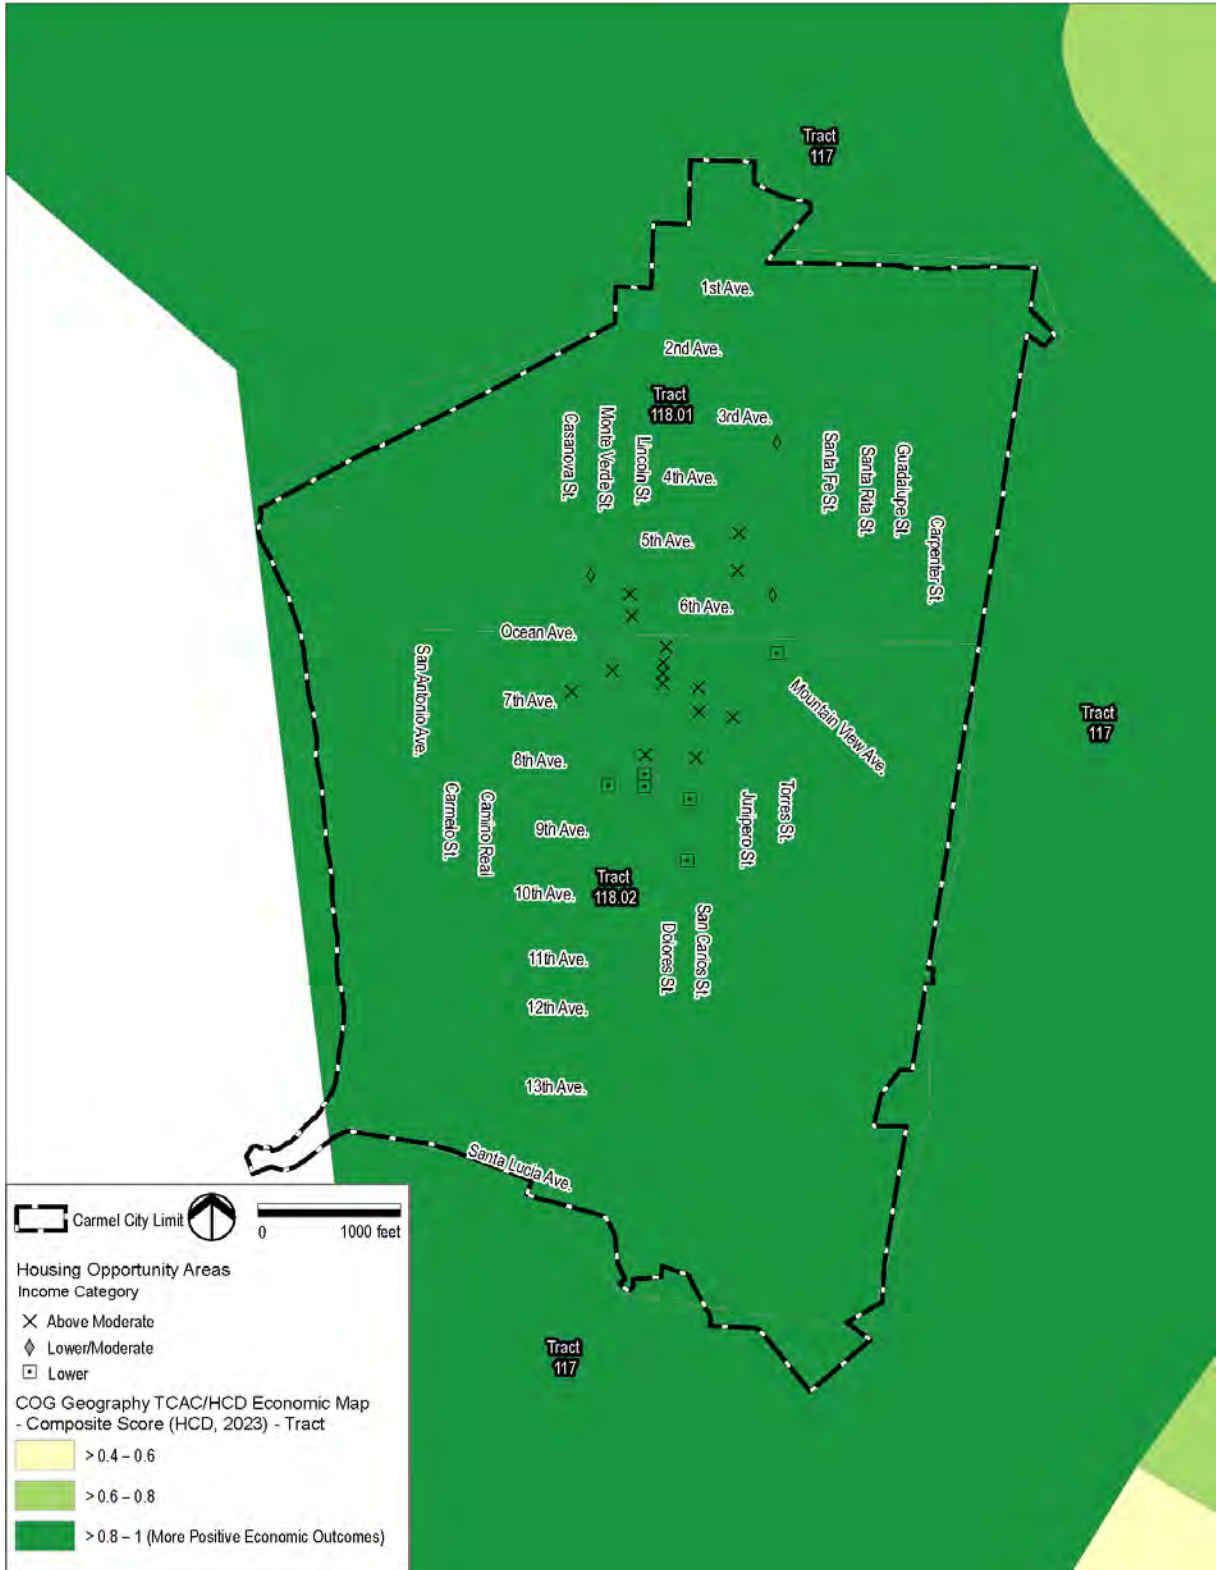 Tract
117
1st Ave.
2nd Ave.
Tract
118.01
3rd Ave.
Casanova St.
Monte Verde St.
Lincoln St.
4th Ave.
Santa Fe St.
Santa Rita St.
Guadalupe St.
Carpenter St.
5th Ave.
6th Ave.
Ocean Ave.
San Antonio Ave.
7th Ave.
Mountain View Ave.
Tract
117
8th Ave.
Carmelo St.
Camino Real
9th Ave.
Junipero St.
Torres St.
Tract
118.02
10th Ave.
Dolores St.
San Carlos St.
11th Ave.
12th Ave.
13th Ave.
Santa Lucia Ave.
Tract
117
Carmel City Limit
0 1000 feet
Housing Opportunity Areas
Income Category
Above Moderate
Lower/Moderate
Lower
COG Geography TCAC/HCD Economic Map
- Composite Score (HCD, 2023) - Tract
> 0.4 – 0.6
> 0.6 – 0.8
> 0.8 – 1 (More Positive Economic Outcomes)